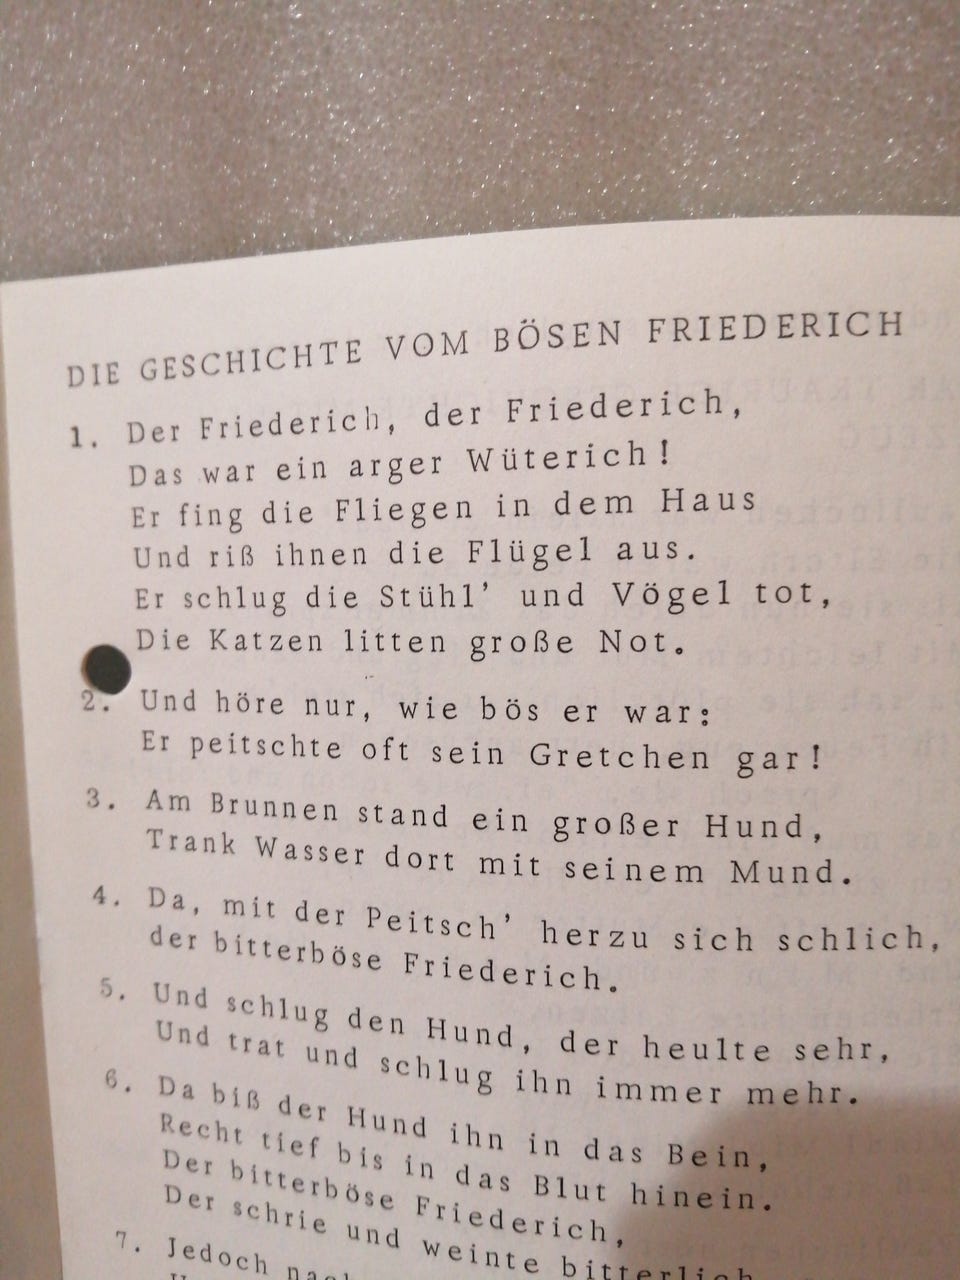 DIE GESCHICHTE VOM BÖSEN FRIEDERICH
1. Der Friederich, der Friederich,
Das war ein arger Wüterich!
Er fing die Fliegen in dem Haus
Und riß ihnen die Flügel aus.
Er schlug die Stühl' und Vögel tot,
Die Katzen litten große Not.
2. Und höre nur, wie bös er war:
Er peitschte oft sein Gretchen gar!
3. Am Brunnen stand ein großer Hund,
Trank Wasser dort mit seinem Mund.
4. Da, mit der Peitsch' herzu sich schlich,
der bitterböse Friederich.
5. Und schlug den Hund, der heulte sehr,
Und trat und schlug ihn immer mehr.
6. Da biß der Hund ihn in das Bein,
Recht tief bis in das Blut hinein.
Der bitterböse Friederich,
Der schrie und weinte bitterlich
7. Jedoch